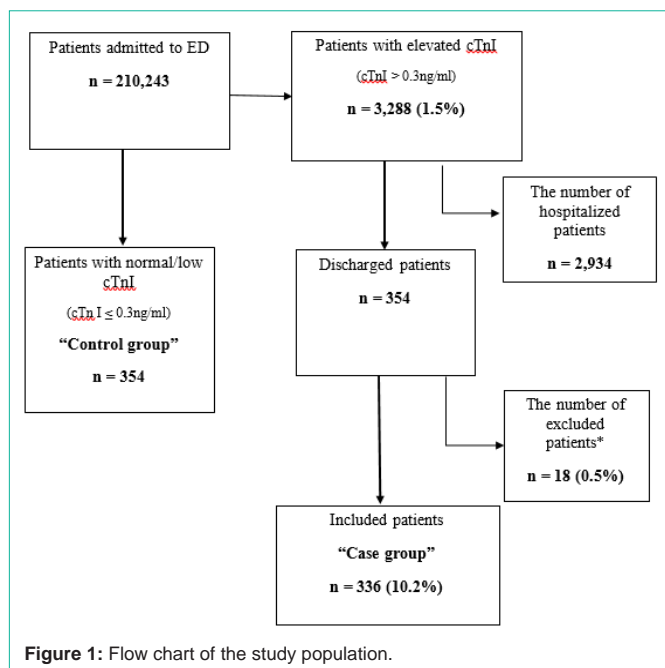 Patients admitted to ED
n = 210,243
Patients with elevated cTnI
(cTnI > 0.3ng/ml)
n = 3,288 (1.5%)
The number of
hospitalized
patients
n = 2,934
Patients with normal/low
cTnI
(cTn I ≤ 0.3ng/ml)
“Control group”
n = 354
Discharged patients
n = 354
The number of
excluded
patients*
n = 18 (0.5%)
Included patients
“Case group”
n = 336 (10.2%)
Figure 1: Flow chart of the study population.